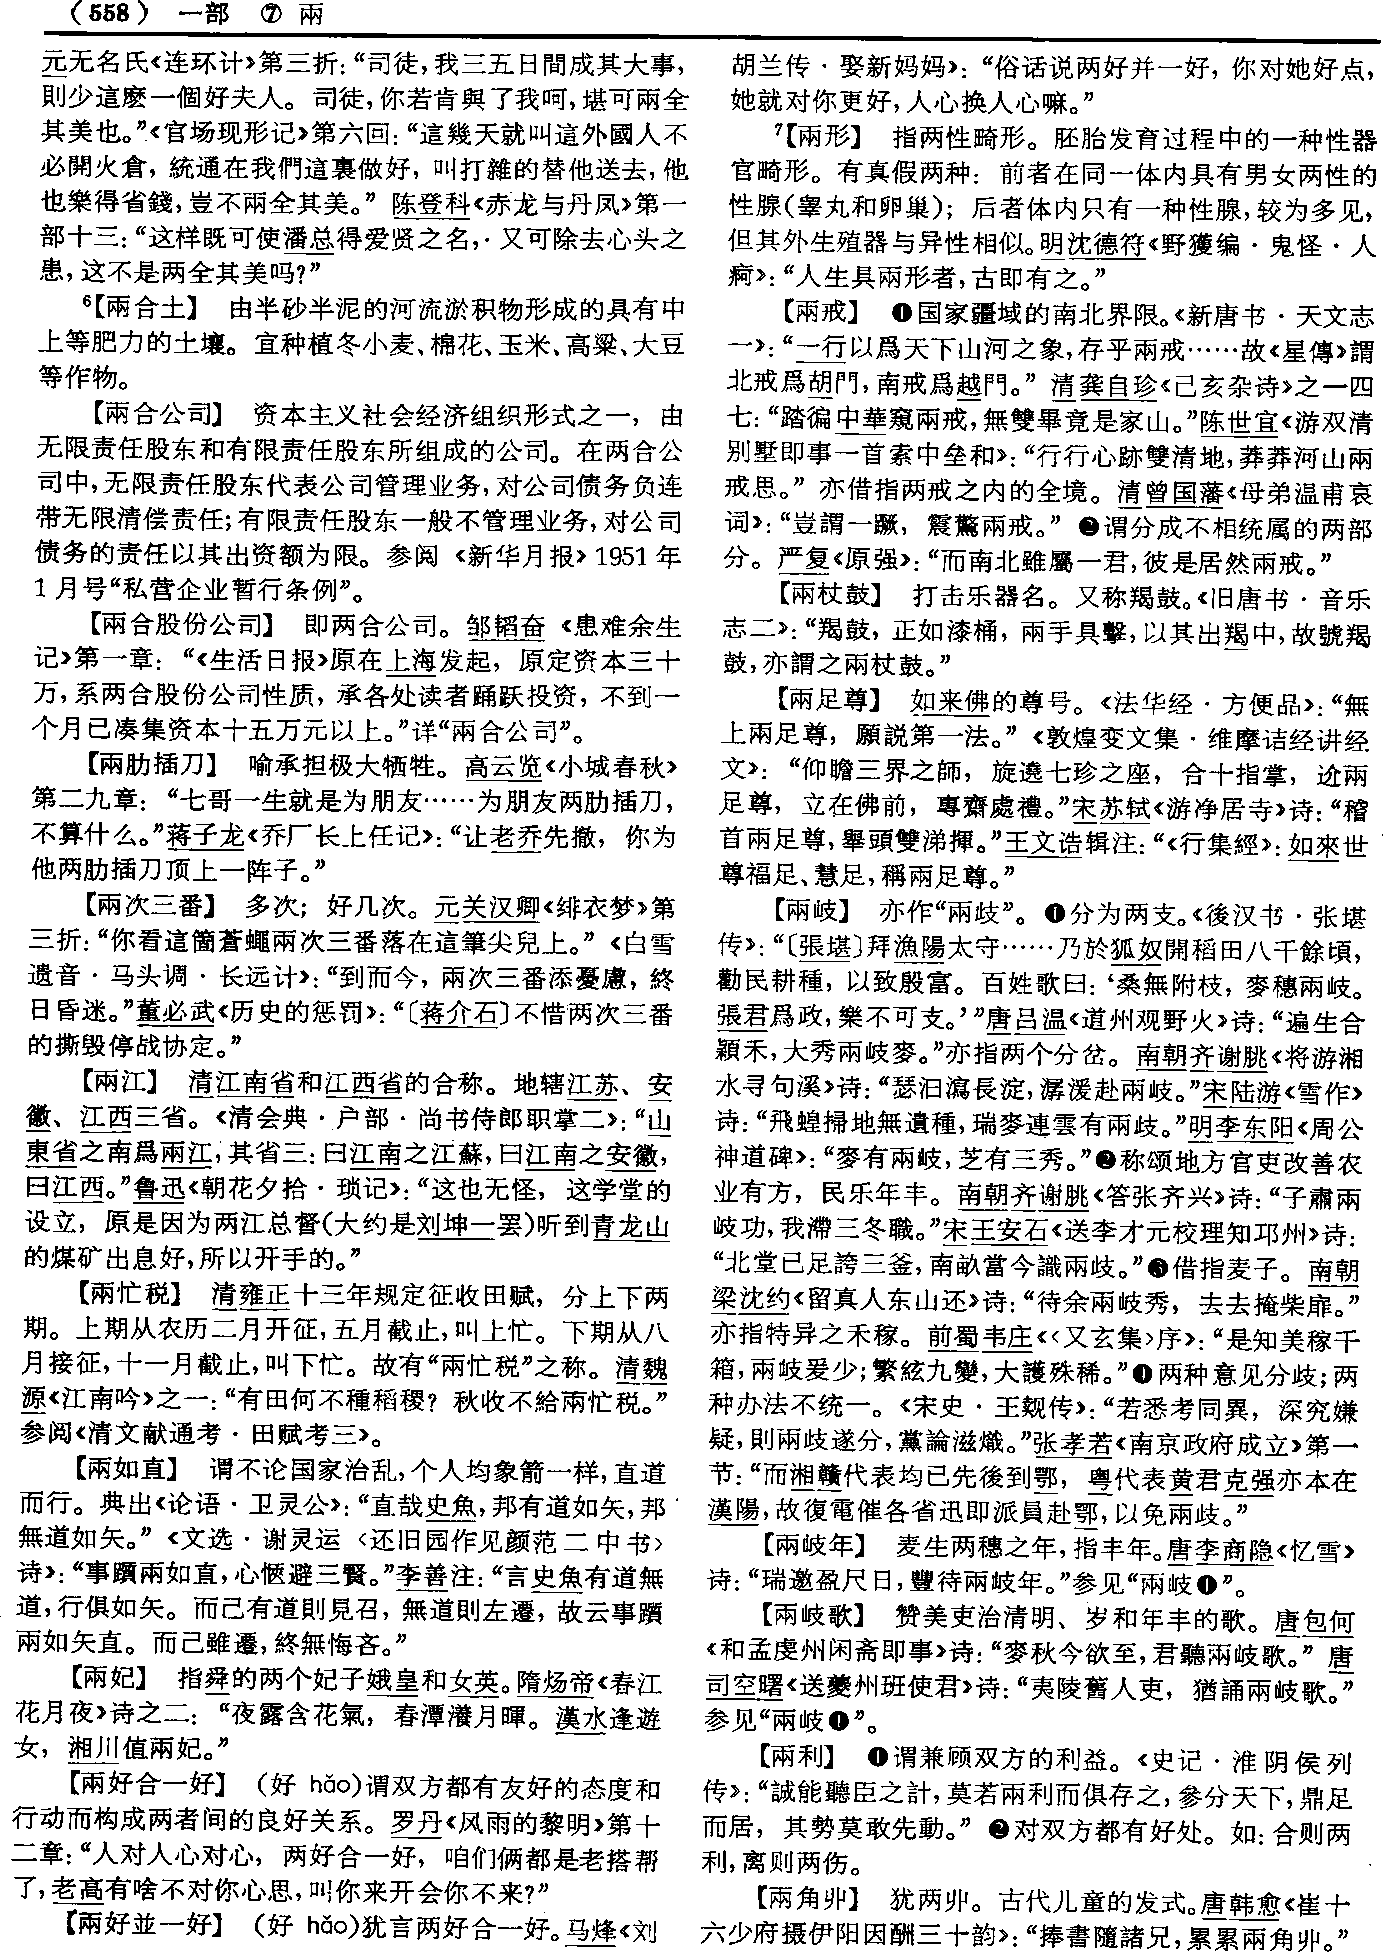 （558） 一部 ⑦ 兩
元无名氏《连环计》第三折：“司徒，我三五日間成其大事，
則少這麽一個好夫人。司徒，你若肯與了我呵，堪可兩全
其美也。”《官场现形记》第六回：“這幾天就叫這外國人不
必開火倉，統通在我們這裏做好，叫打雜的替他送去，他
也樂得省錢，豈不兩全其美。”陈登科《赤龙与丹凤》第一
部十三：“这样既可使潘总得爱贤之名，又可除去心头之
患，这不是两全其美吗？”
⁶【兩合土】 由半砂半泥的河流淤积物形成的具有中
上等肥力的土壤。宜种植冬小麦、棉花、玉米、高粱、大豆
等作物。
【兩合公司】 资本主义社会经济组织形式之一，由
无限责任股东和有限责任股东所组成的公司。在两合公
司中，无限责任股东代表公司管理业务，对公司债务负连
带无限清偿责任；有限责任股东一般不管理业务，对公司
债务的责任以其出资额为限。参阅《新华月报》1951年
1月号“私营企业暂行条例”。
【兩合股份公司】 即两合公司。邹韬奋《患难余生
记》第一章：“《生活日报》原在上海发起，原定资本三十
万，系两合股份公司性质，承各处读者踊跃投资，不到一
个月已凑集资本十五万元以上。”详“兩合公司”。
【兩肋插刀】 喻承担极大牺牲。高云览《小城春秋》
第二九章：“七哥一生就是为朋友……为朋友两肋插刀，
不算什么。”蒋子龙《乔厂长上任记》：“让老乔先撤，你为
他两肋插刀顶上一阵子。”
【兩次三番】 多次；好几次。元关汉卿《绯衣梦》第
三折：“你看這箇蒼蠅兩次三番落在這筆尖兒上。”《白雪
遗音·马头调·长远计》：“到而今，兩次三番添憂慮，終
日昏迷。”董必武《历史的惩罚》：“〔蒋介石〕不惜两次三番
的撕毁停战协定。”
【兩江】 清江南省和江西省的合称。地辖江苏、安
徽、江西三省。《清会典·户部·尚书侍郎职掌二》：“山
東省之南爲兩江，其省三：曰江南之江蘇，曰江南之安徽，
曰江西。”鲁迅《朝花夕拾·琐记》：“这也无怪，这学堂的
设立，原是因为两江总督（大约是刘坤一罢）听到青龙山
的煤矿出息好，所以开手的。”
【兩忙税】 清雍正十三年规定征收田赋，分上下两
期。上期从农历二月开征，五月截止，叫上忙。下期从八
月接征，十一月截止，叫下忙。故有“兩忙税”之称。清魏
源《江南吟》之一：“有田何不種稻稷？秋收不給兩忙税。”
参阅《清文献通考·田赋考三》。
【兩如直】 谓不论国家治乱，个人均象箭一样，直道
而行。典出《论语·卫灵公》：“直哉史魚，邦有道如矢，邦
無道如矢。”《文选·谢灵运〈还旧园作见颜范二中书〉
诗》：“事躓兩如直，心愜避三賢。”李善注：“言史魚有道無
道，行俱如矢。而己有道則見召，無道則左遷，故云事躓
兩如矢直。而己雖遷，終無悔吝。”
【兩妃】 指舜的两个妃子娥皇和女英。隋炀帝《春江
花月夜》诗之二：“夜露含花氣，春潭瀁月暉。漢水逢遊
女，湘川值兩妃。”
【兩好合一好】 （好 hǎo）谓双方都有友好的态度和
行动而构成两者间的良好关系。罗丹《风雨的黎明》第十
二章：“人对人心对心，两好合一好，咱们俩都是老搭帮
了，老高有啥不对你心思，叫你来开会你不来？”
【兩好並一好】 （好 hǎo）犹言两好合一好。马烽《刘
胡兰传·娶新妈妈》：“俗话说两好并一好，你对她好点，
她就对你更好，人心换人心嘛。”
⁷【兩形】 指两性畸形。胚胎发育过程中的一种性器
官畸形。有真假两种：前者在同一体内具有男女两性的
性腺（睾丸和卵巢）；后者体内只有一种性腺，较为多见，
但其外生殖器与异性相似。明沈德符《野獲编·鬼怪·人
痾》：“人生具兩形者，古即有之。”
【兩戒】 ❶国家疆域的南北界限。《新唐书·天文志
一》：“一行以爲天下山河之象，存乎兩戒……故《星傳》謂
北戒爲胡門，南戒爲越門。”清龚自珍《己亥杂诗》之一四
七：“踏徧中華窺兩戒，無雙畢竟是家山。”陈世宜《游双清
别墅即事一首索中垒和》：“行行心跡雙清地，莽莽河山兩
戒思。”亦借指两戒之内的全境。清曾国藩《母弟温甫哀
词》：“豈謂一蹶，震驚兩戒。”❷谓分成不相统属的两部
分。严复《原强》：“而南北雖屬一君，彼是居然兩戒。”
【兩杖鼓】 打击乐器名。又称羯鼓。《旧唐书·音乐
志二》：“羯鼓，正如漆桶，兩手具擊，以其出羯中，故號羯
鼓，亦謂之兩杖鼓。”
【兩足尊】 如来佛的尊号。《法华经·方便品》：“無
上兩足尊，願説第一法。”《敦煌变文集·维摩诘经讲经
文》：“仰瞻三界之師，旋遶七珍之座，合十指掌，迊兩
足尊，立在佛前，專齋處禮。”宋苏轼《游净居寺》诗：“稽
首兩足尊，舉頭雙涕揮。”王文诰辑注：“《行集經》：如來世
尊福足、慧足，稱兩足尊。”
【兩岐】 亦作“兩歧”。❶分为两支。《後汉书·张堪
传》：“〔張堪〕拜漁陽太守……乃於狐奴開稻田八千餘頃，
勸民耕種，以致殷富。百姓歌曰：‘桑無附枝，麥穗兩岐。
張君爲政，樂不可支。’”唐吕温《道州观野火》诗：“遍生合
穎禾，大秀兩岐麥。”亦指两个分岔。南朝齐谢朓《将游湘
水寻句溪》诗：“瑟汩瀉長淀，潺湲赴兩岐。”宋陆游《雪作》
诗：“飛蝗掃地無遺種，瑞麥連雲有兩歧。”明李东阳《周公
神道碑》：“麥有兩岐，芝有三秀。”❷称颂地方官吏改善农
业有方，民乐年丰。南朝齐谢朓《答张齐兴》诗：“子肅兩
岐功，我滯三冬職。”宋王安石《送李才元校理知邛州》诗：
“北堂已足誇三釜，南畝當今識兩歧。”❸借指麦子。南朝
梁沈约《留真人东山还》诗：“待余兩岐秀，去去掩柴扉。”
亦指特异之禾稼。前蜀韦庄《〈又玄集〉序》：“是知美稼千
箱，兩岐爰少；繁絃九變，大護殊稀。”❹两种意见分歧；两
种办法不统一。《宋史·王觌传》：“若悉考同異，深究嫌
疑，則兩歧遂分，黨論滋熾。”张孝若《南京政府成立》第一
节：“而湘贛代表均已先後到鄂，粤代表黄君克强亦本在
漢陽，故復電催各省迅即派員赴鄂，以免兩歧。”
【兩岐年】 麦生两穗之年，指丰年。唐李商隐《忆雪》
诗：“瑞邀盈尺日，豐待兩岐年。”参见“兩岐❶”。
【兩岐歌】 赞美吏治清明、岁和年丰的歌。唐包何
《和孟虔州闲斋即事》诗：“麥秋今欲至，君聽兩岐歌。”唐
司空曙《送夔州班使君》诗：“夷陵舊人吏，猶誦兩岐歌。”
参见“兩岐❶”。
【兩利】 ❶谓兼顾双方的利益。《史记·淮阴侯列
传》：“誠能聽臣之計，莫若兩利而俱存之，參分天下，鼎足
而居，其勢莫敢先動。”❷对双方都有好处。如：合则两
利，离则两伤。
【兩角丱】 犹两丱。古代儿童的发式。唐韩愈《崔十
六少府摄伊阳因酬三十韵》：“捧書隨諸兄，累累兩角丱。”